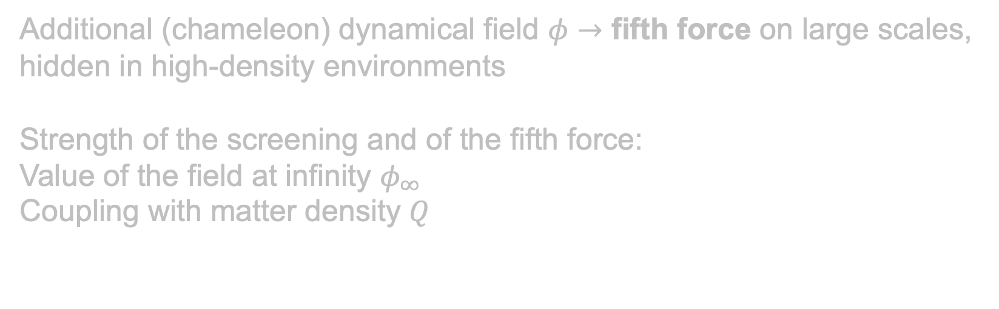 Additional (chameleon) dynamical field ϕ → fifth force on large scales,
hidden in high-density environments
Strength of the screening and of the fifth force:
Value of the field at infinity ϕ∞
Coupling with matter density Q